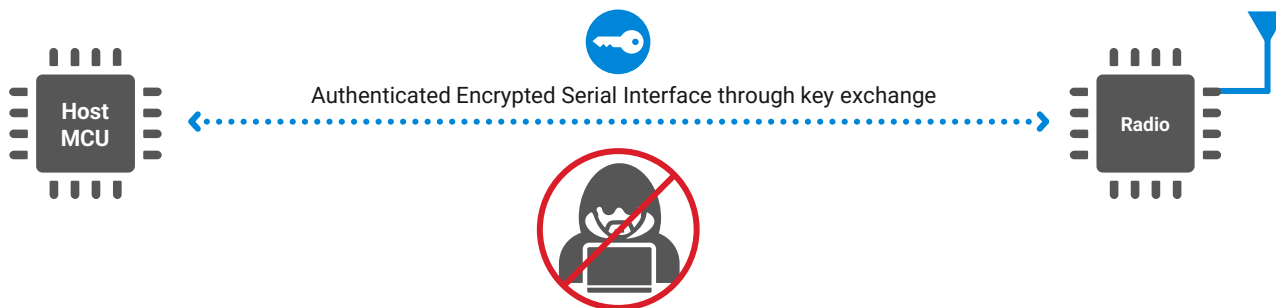 Authenticated Encrypted Serial Interface through key exchange
Host
MCU
Radio